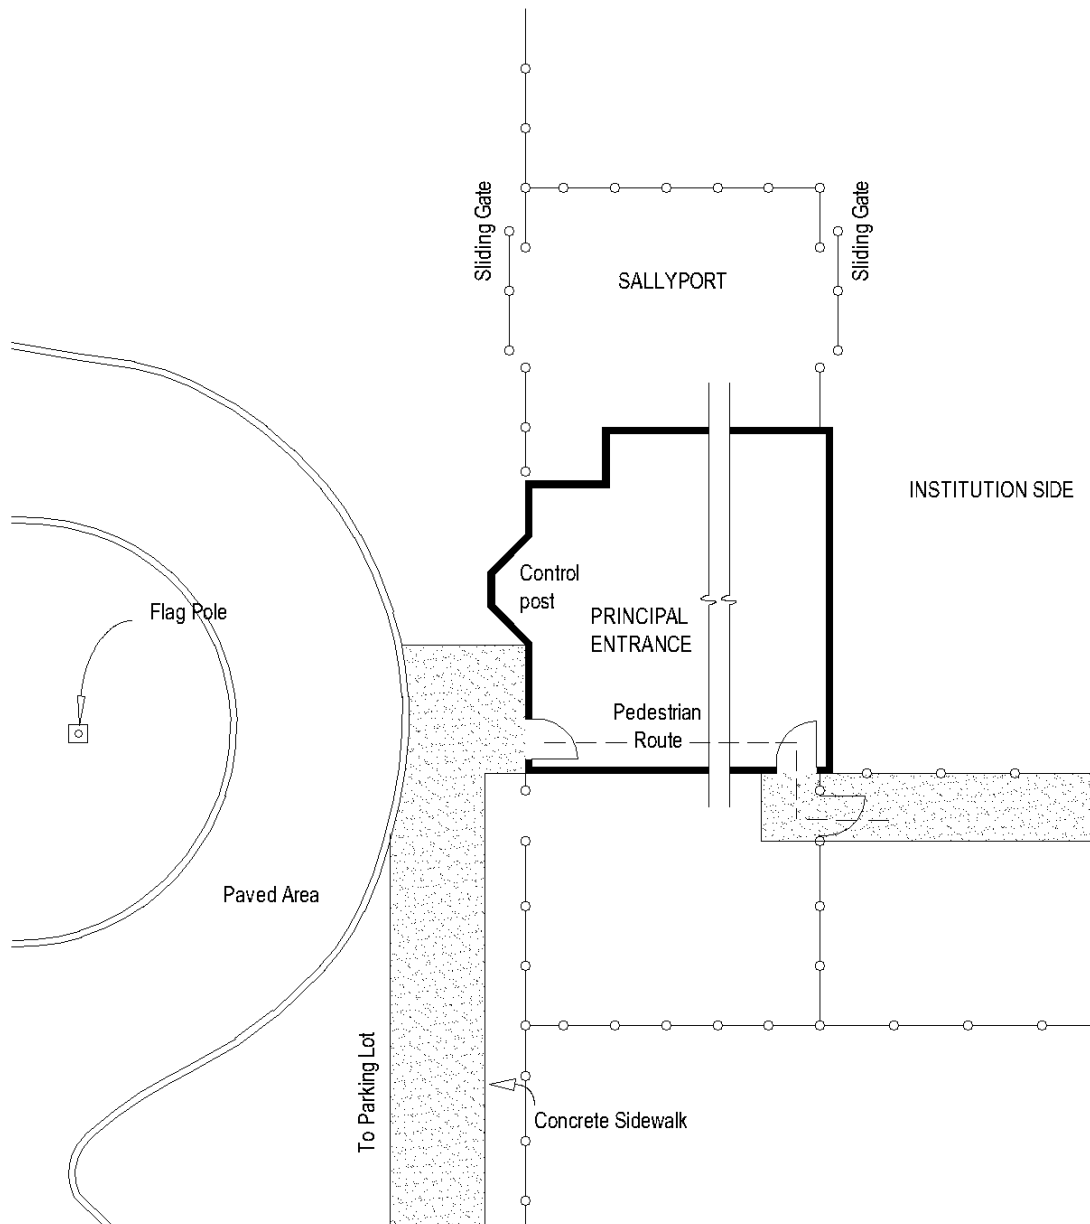 Sliding Gate
Sliding Gate
SALLYPORT
INSTITUTION SIDE
Control
post
Flag Pole
PRINCIPAL
ENTRANCE
Pedestrian
Route
Paved Area
To Parking Lot
Concrete Sidewalk